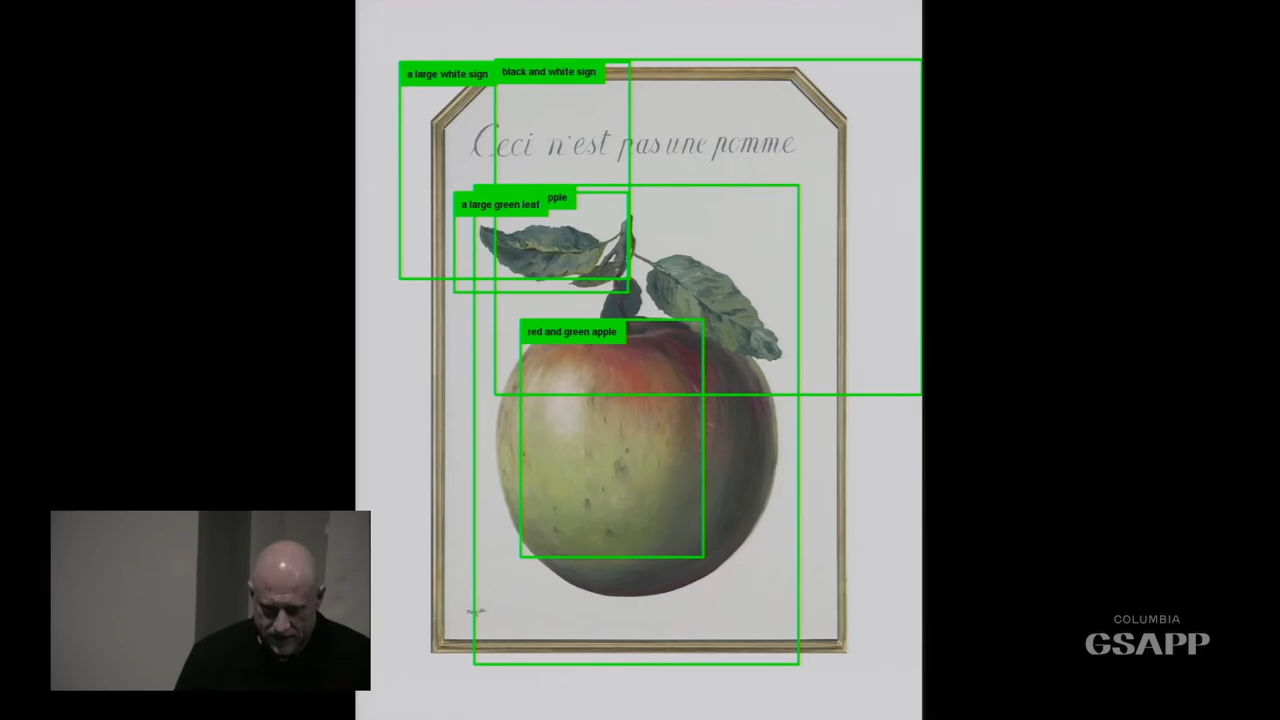 a large white sign
black and white sign
Ceci n'est pas une pomme
pple
a large green leaf
red and green apple
COLUMBIA
GSAPP